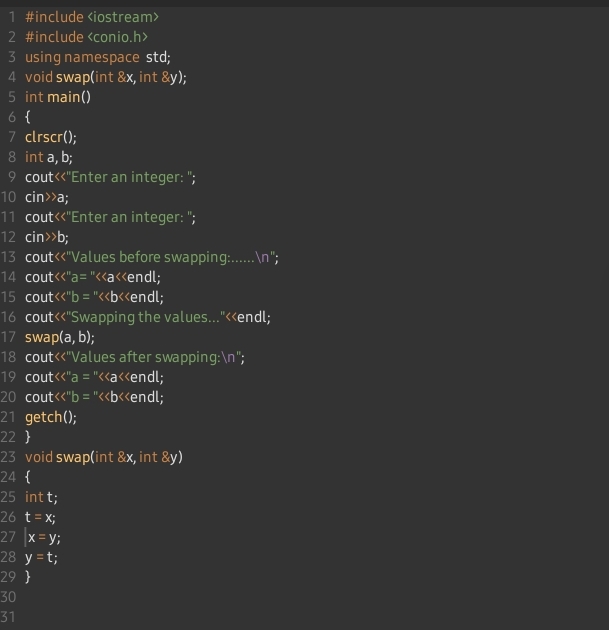 1 #include <iostream>
2 #include <conio.h>
3 using namespace std;
4 void swap(int &x, int &y);
5 int main()
6 {
7 clrscr();
8 int a, b;
9 cout<<"Enter an integer: ";
10 cin>>a;
11 cout<<"Enter an integer: ";
12 cin>>b;
13 cout<<"Values before swapping:......\n";
14 cout<<"a= "<<a<<endl;
15 cout<<"b = "<<b<<endl;
16 cout<<"Swapping the values..."<<endl;
17 swap(a, b);
18 cout<<"Values after swapping:\n";
19 cout<<"a = "<<a<<endl;
20 cout<<"b = "<<b<<endl;
21 getch();
22 }
23 void swap(int &x, int &y)
24 {
25 int t;
26 t = x;
27 x = y;
28 y = t;
29 }
30
31